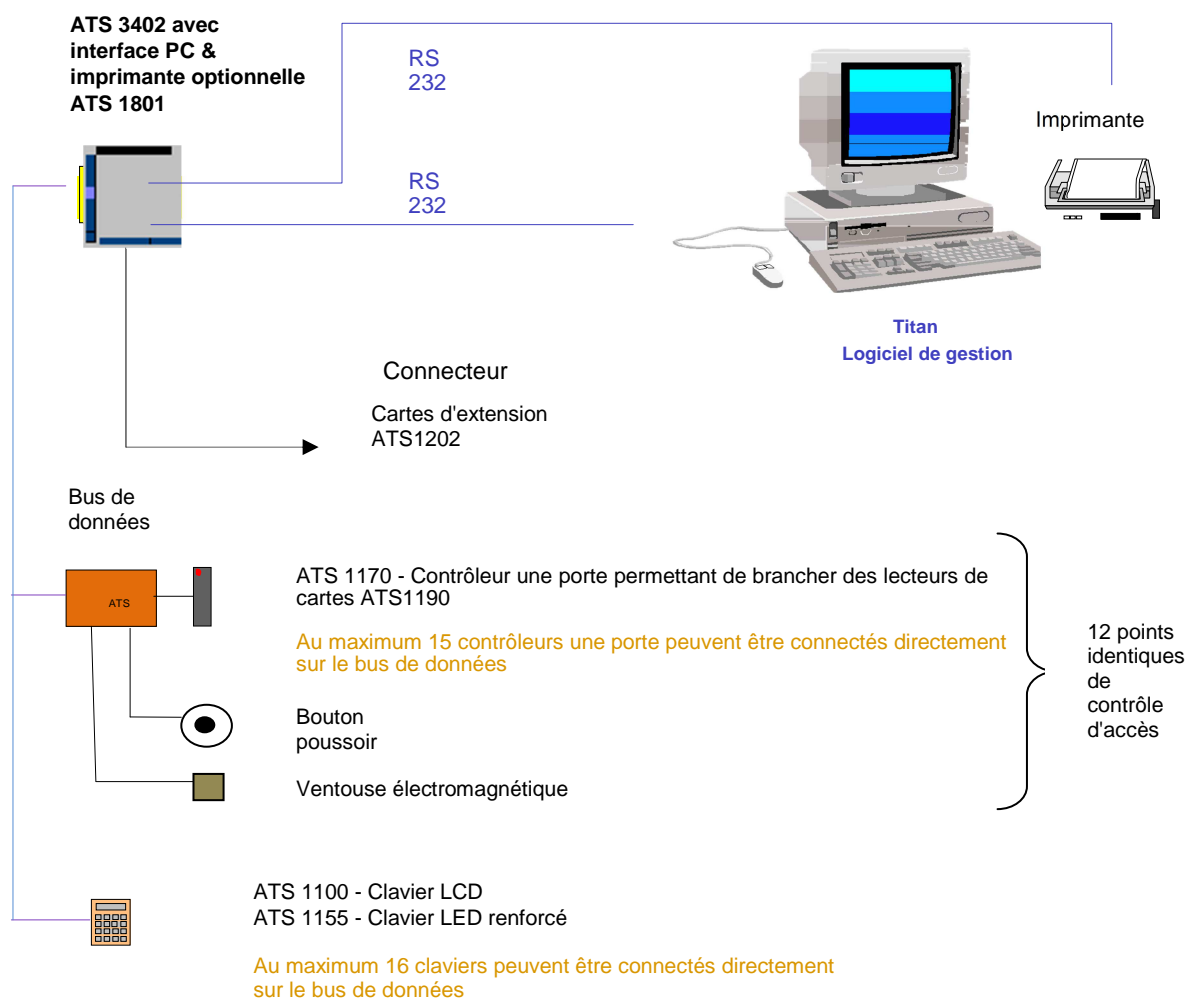 ATS 3402 avec
interface PC &
imprimante optionnelle
ATS 1801
RS
232
Imprimante
RS
232
Titan
Logiciel de gestion
Connecteur
Cartes d'extension
ATS1202
Bus de
données
ATS
ATS 1170 - Contrôleur une porte permettant de brancher des lecteurs de
cartes ATS1190
Au maximum 15 contrôleurs une porte peuvent être connectés directement
sur le bus de données
Bouton
poussoir
Ventouse électromagnétique
12 points
identiques
de
contrôle
d'accès
ATS 1100 - Clavier LCD
ATS 1155 - Clavier LED renforcé
Au maximum 16 claviers peuvent être connectés directement
sur le bus de données